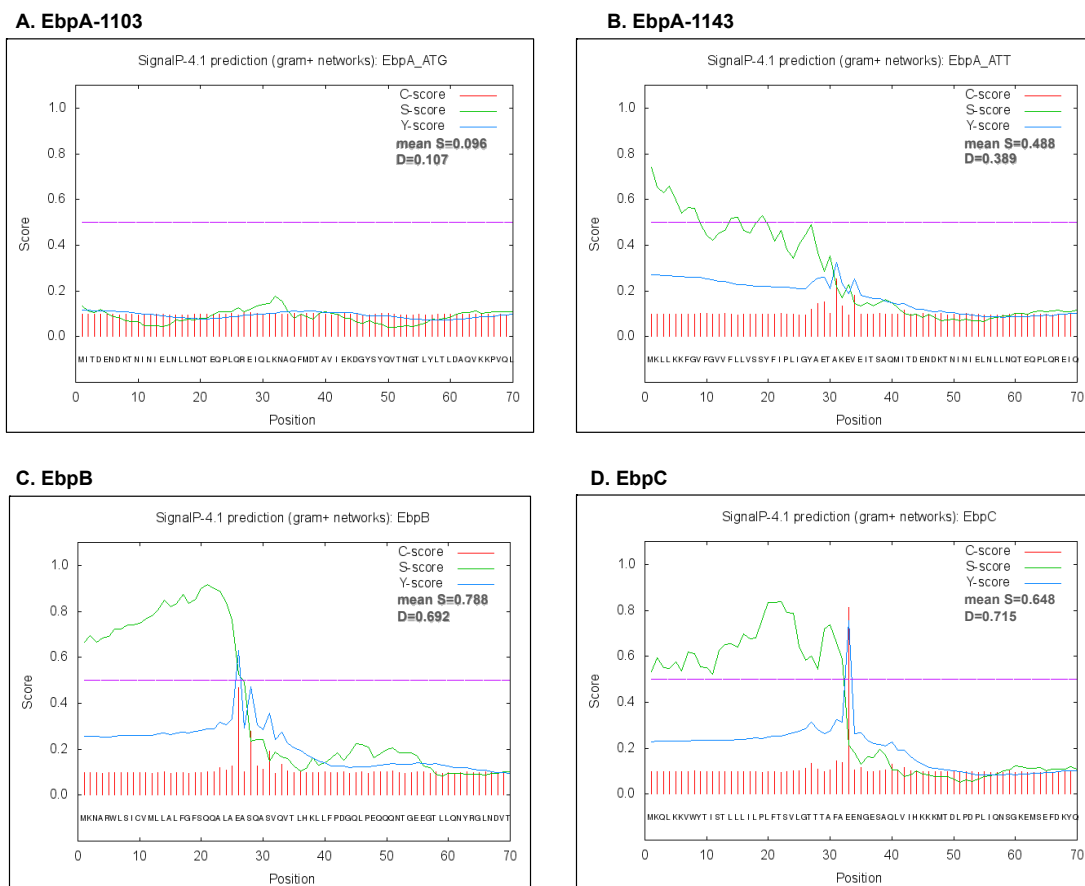 A. EbpA-1103
SignalP-4.1 prediction (gram+ networks): EbpA_ATG
C-score
S-score
Y-score
mean S=0.096
D=0.107
Score
1.0
0.8
0.6
0.4
0.2
0.0
MITDENDKTNINIELNLLNQTEQPLQREIQLKNAQFMDTAVIEKDGYSYQVTNGTLYLTLDAQVKKPVQL
0 10 20 30 40 50 60 70
Position
B. EbpA-1143
SignalP-4.1 prediction (gram+ networks): EbpA_ATT
C-score
S-score
Y-score
mean S=0.488
D=0.389
Score
1.0
0.8
0.6
0.4
0.2
0.0
MKLLKKFGVFGVVFLLVSSYFIPLIGYAETAKEVEITSAQMITDENDKTNINIELNLLNQTEQPLQREIQ
0 10 20 30 40 50 60 70
Position
C. EbpB
SignalP-4.1 prediction (gram+ networks): EbpB
C-score
S-score
Y-score
mean S=0.788
D=0.692
Score
1.0
0.8
0.6
0.4
0.2
0.0
MKNARWLSICVMLLALFGFSQQALAEASQASVQVTLHKLLFPDGQLPEQQQNTGEEGTLLQNYRGLNDVT
0 10 20 30 40 50 60 70
Position
D. EbpC
SignalP-4.1 prediction (gram+ networks): EbpC
C-score
S-score
Y-score
mean S=0.648
D=0.715
Score
1.0
0.8
0.6
0.4
0.2
0.0
MKQLKKVWYTISTLLLILPLFTSVLGTTTAFAEENGESAQLVIHKKKMTDLPDPLIQNSGKEMSEFDKYQ
0 10 20 30 40 50 60 70
Position